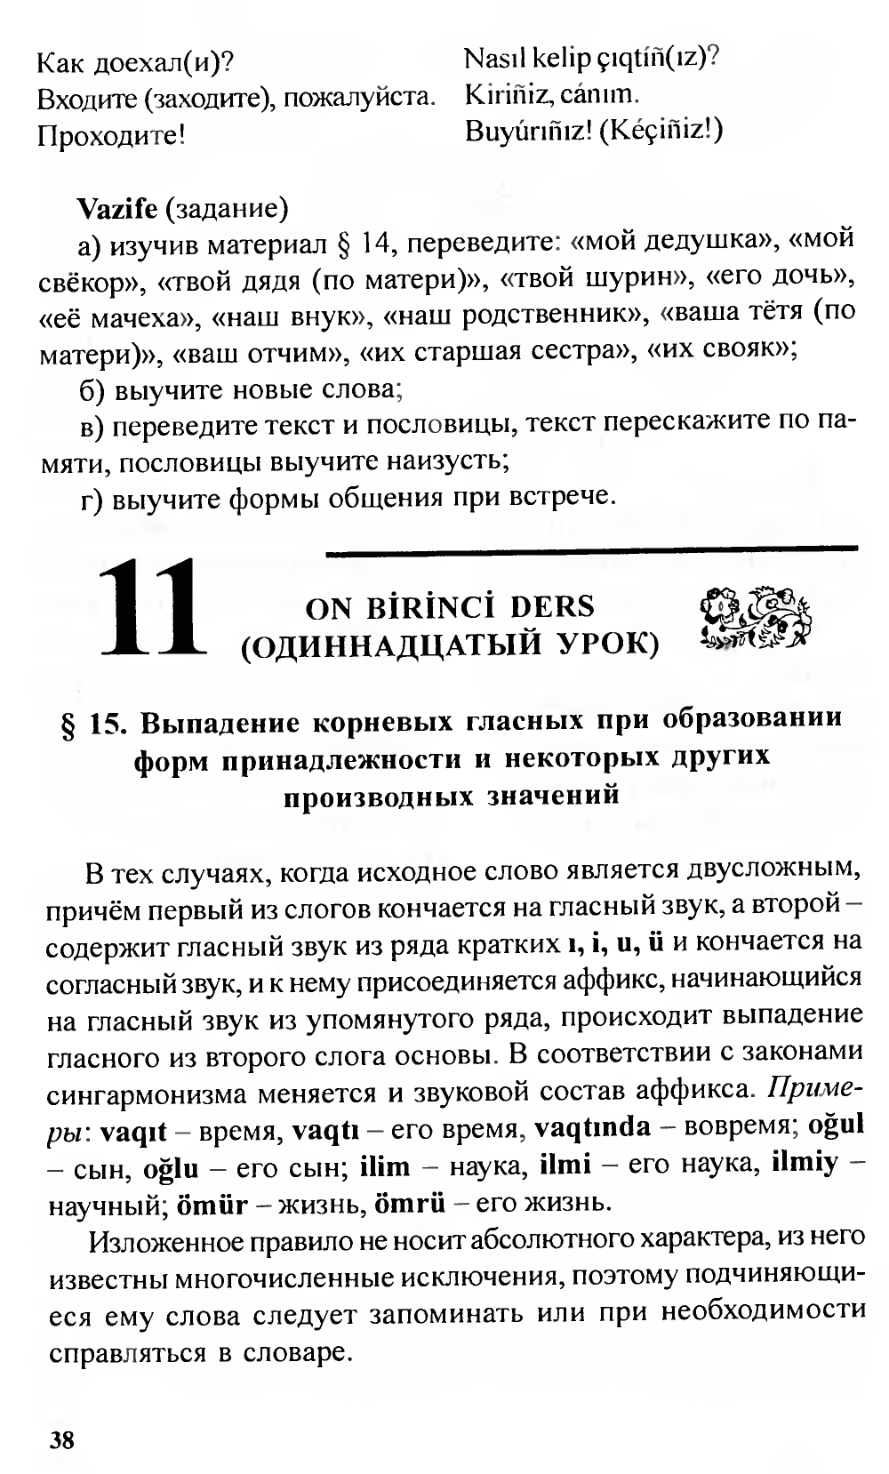 Как доехал(и)? Nasıl kelip çıqtíñ(ız)?
Входите (заходите), пожалуйста. Kiriñiz, cánım.
Проходите! Buyúrıñız! (Kéçiñiz!)
Vazife (задание)
а) изучив материал § 14, переведите: «мой дедушка», «мой
свёкор», «твой дядя (по матери)», «твой шурин», «его дочь»,
«её мачеха», «наш внук», «наш родственник», «ваша тётя (по
матери)», «ваш отчим», «их старшая сестра», «их свояк»;
б) выучите новые слова;
в) переведите текст и пословицы, текст перескажите по па-
мяти, пословицы выучите наизусть;
г) выучите формы общения при встрече.
11
ON BİRİNCİ DERS
(ОДИННАДЦАТЫЙ УРОК)
§ 15. Выпадение корневых гласных при образовании
форм принадлежности и некоторых других
производных значений
В тех случаях, когда исходное слово является двусложным,
причём первый из слогов кончается на гласный звук, а второй –
содержит гласный звук из ряда кратких ı, i, u, ü и кончается на
согласный звук, и к нему присоединяется аффикс, начинающийся
на гласный звук из упомянутого ряда, происходит выпадение
гласного из второго слога основы. В соответствии с законами
сингармонизма меняется и звуковой состав аффикса. Приме-
ры: vaqıt – время, vaqtı – его время, vaqtında – вовремя; oğul
– сын, oğlu – его сын; ilim – наука, ilmi – его наука, ilmiy –
научный; ömür – жизнь, ömrü – его жизнь.
Изложенное правило не носит абсолютного характера, из него
известны многочисленные исключения, поэтому подчиняющи-
еся ему слова следует запоминать или при необходимости
справляться в словаре.
38